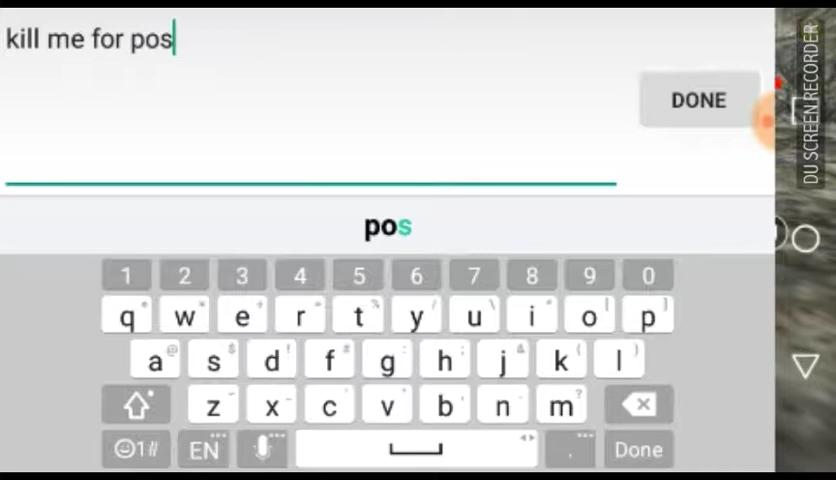 kill me for pos
DONE
DU SCREEN RECORDER
pos
1 2 3 4 5 6 7 8 9 0
q w e r t y u i o p
a s d f g h j k l
z x c v b n m
1# EN . Done